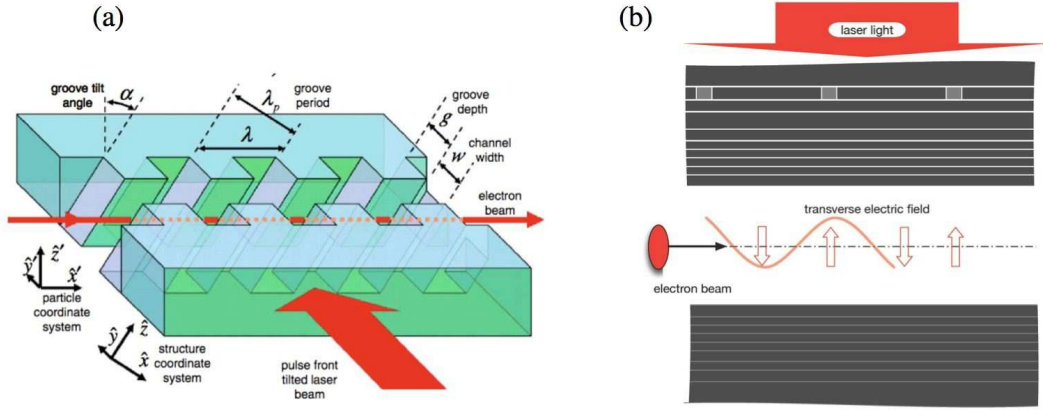 (a)
groove tilt
angle
α
λp
groove
period
groove
depth
g
channel
width
w
λ
electron
beam
ẑ′
ŷ′
x̂′
particle
coordinate
system
ẑ
ŷ
x̂
structure
coordinate
system
pulse front
tilted laser
beam
(b)
laser light
transverse electric field
electron beam